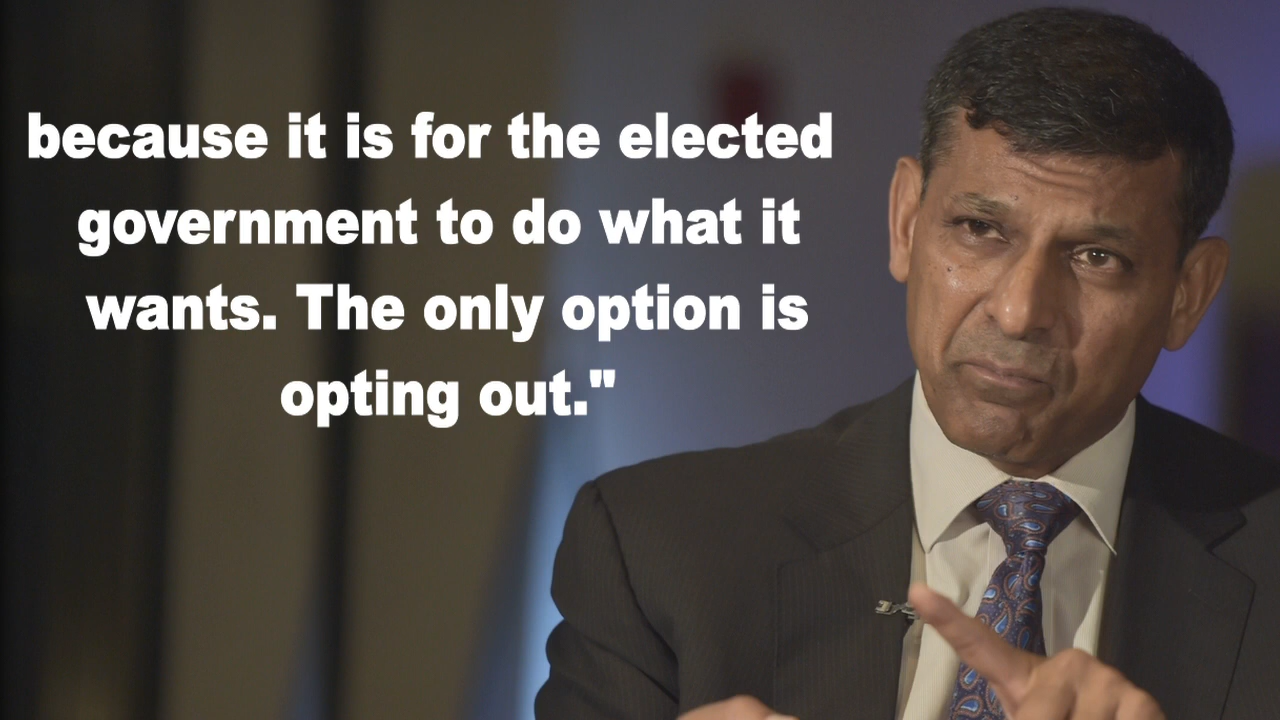 because it is for the elected
government to do what it
wants. The only option is
opting out."